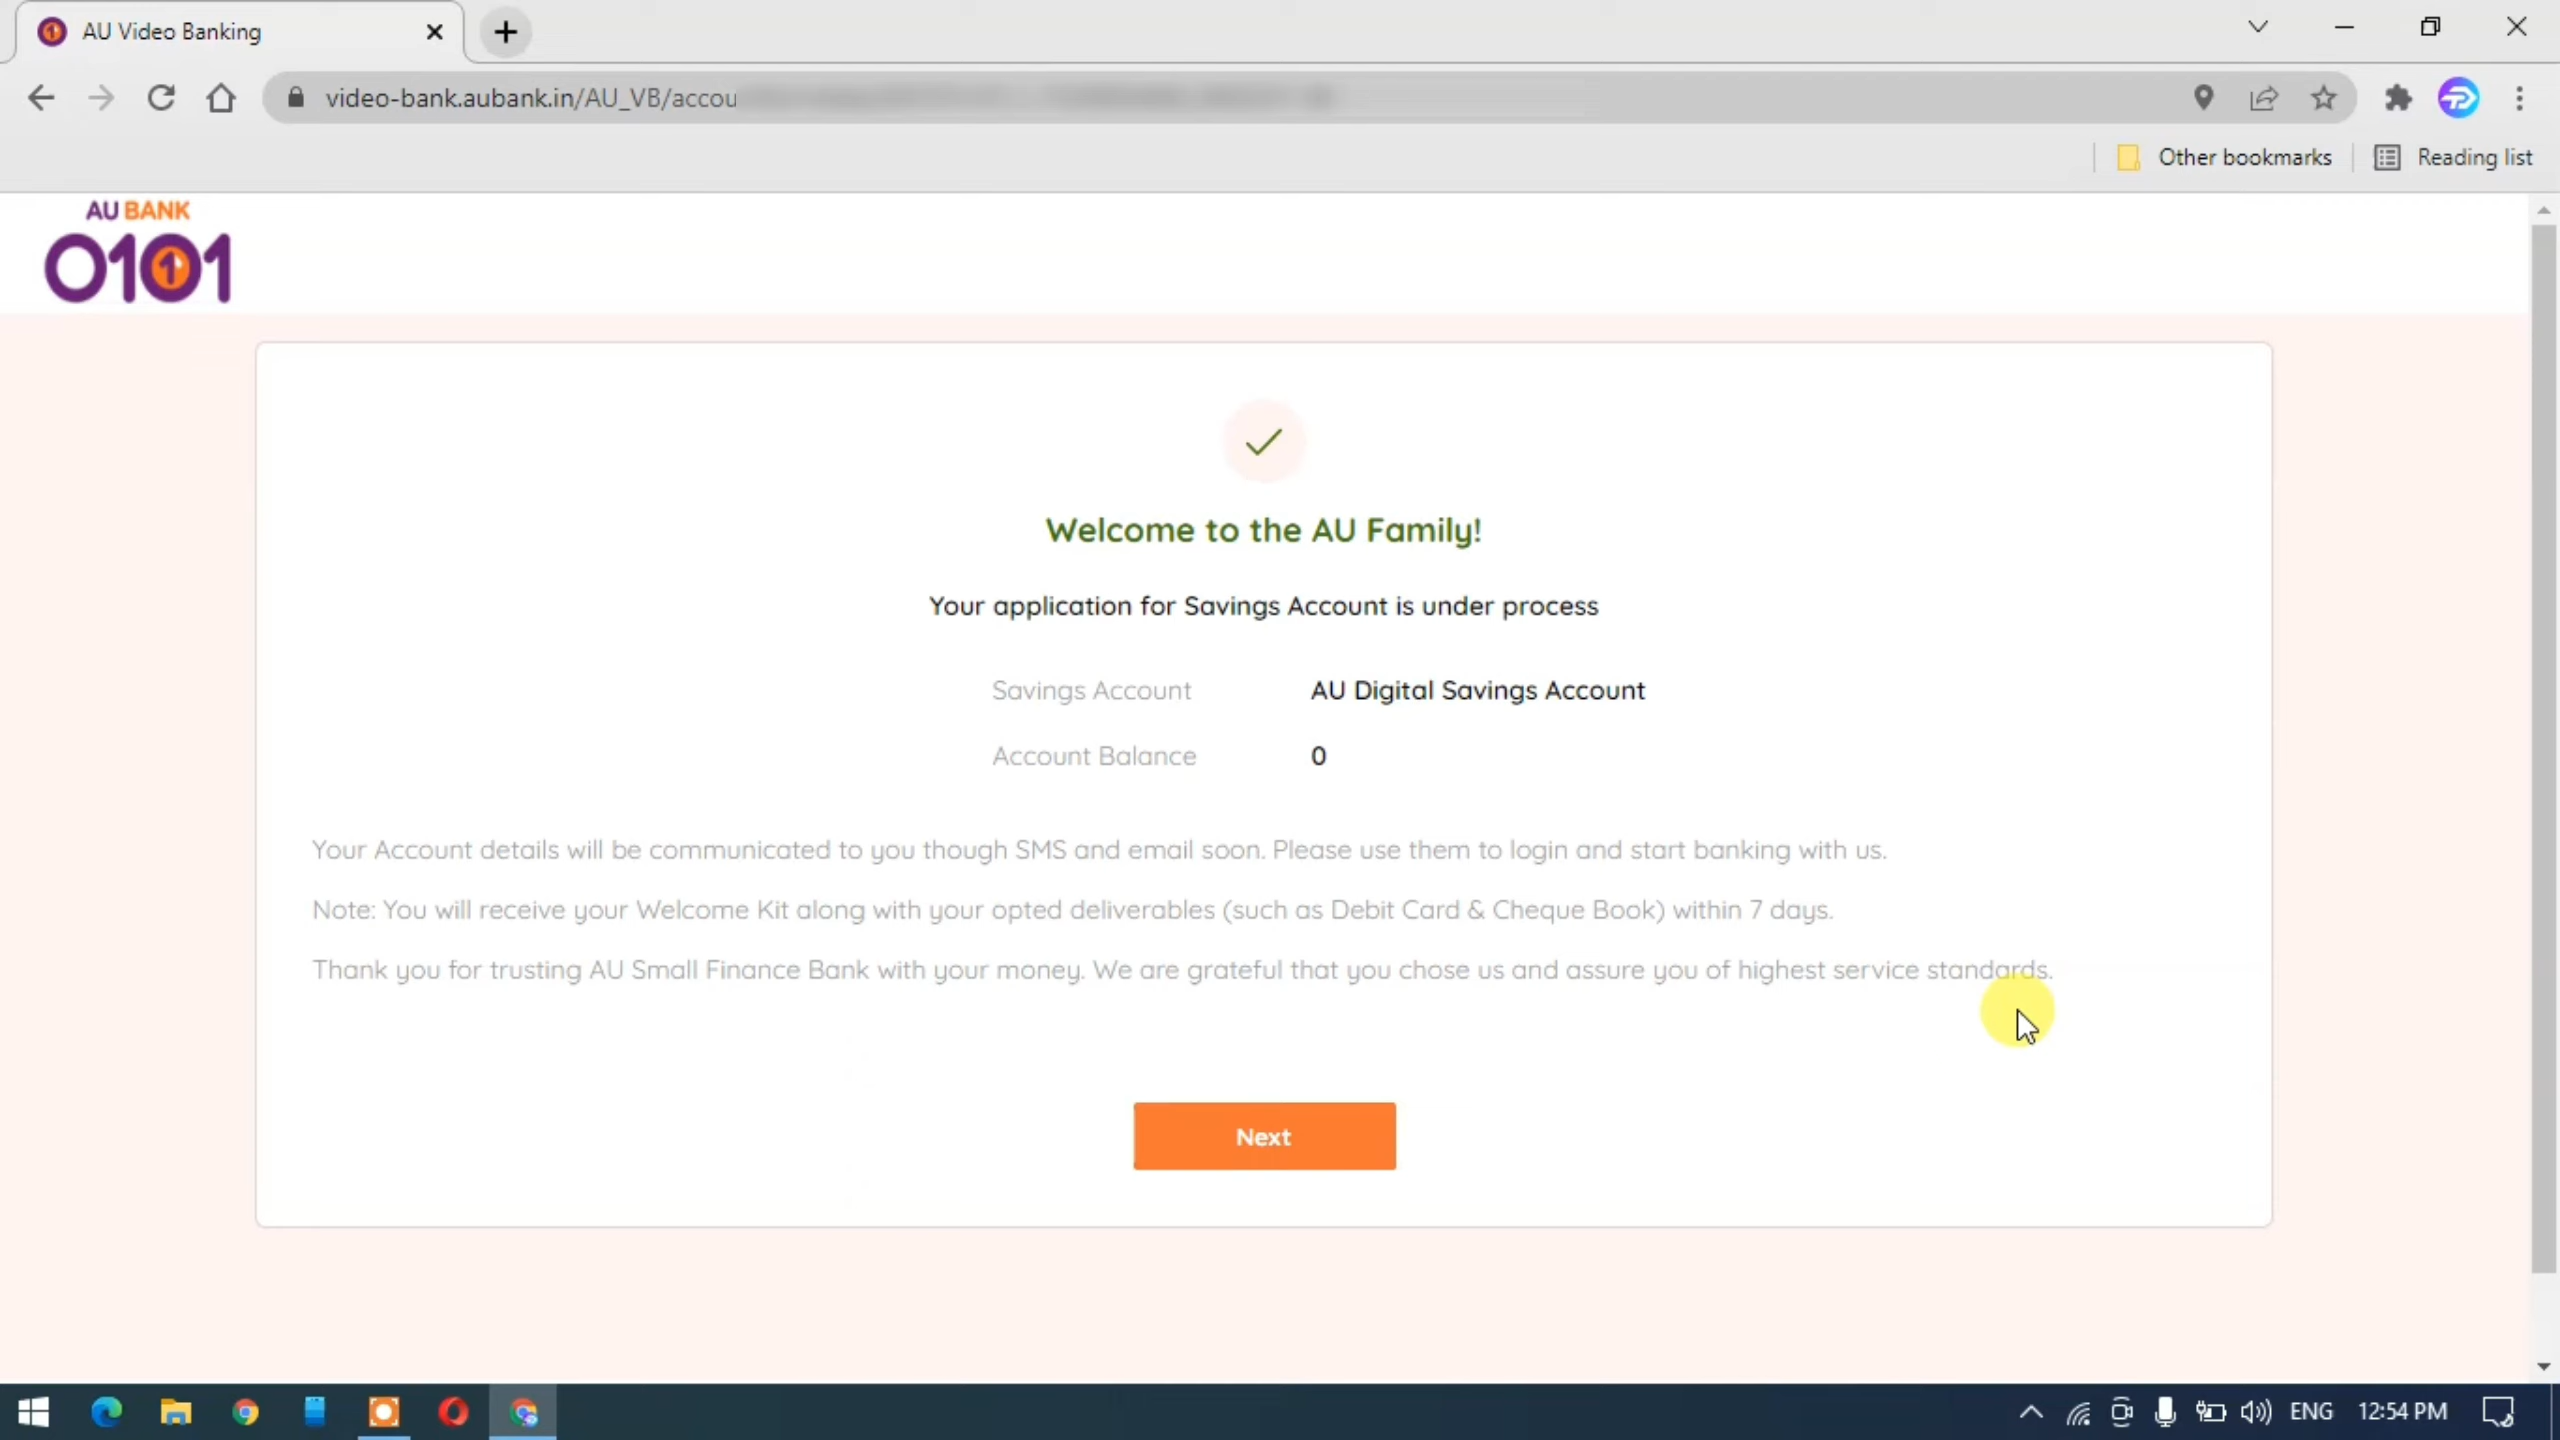 AU Video Banking
video-bank.aubank.in/AU_VB/accou
Other bookmarks
Reading list
AU BANK
0101
Welcome to the AU Family!
Your application for Savings Account is under process
Savings Account AU Digital Savings Account
Account Balance 0
Your Account details will be communicated to you though SMS and email soon. Please use them to login and start banking with us.
Note: You will receive your Welcome Kit along with your opted deliverables (such as Debit Card & Cheque Book) within 7 days.
Thank you for trusting AU Small Finance Bank with your money. We are grateful that you chose us and assure you of highest service standards.
Next
ENG 12:54 PM